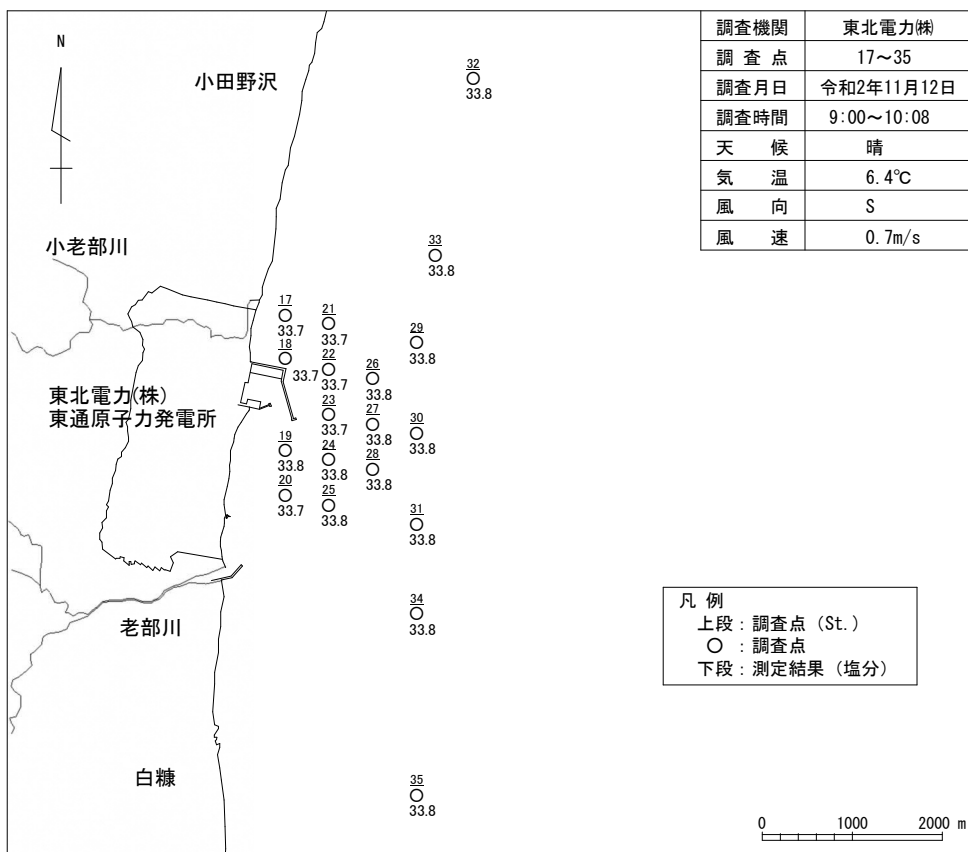 調査機関 東北電力㈱
調査点 17～35
調査月日 令和2年11月12日
調査時間 9:00～10:08
天候 晴
気温 6.4℃
風向 S
風速 0.7m/s
N
小田野沢
32
33.8
小老部川
33
33.8
17
33.7
21
33.7
18
33.7
29
33.8
22
33.7
26
33.8
東北電力(株)
東通原子力発電所
23
33.7
27
33.8
30
33.8
19
33.8
24
33.8
28
33.8
20
33.7
25
33.8
31
33.8
34
33.8
老部川
凡 例
上段：調査点（St.）
○ ：調査点
下段：測定結果（塩分）
白糠
35
33.8
0 1000 2000 m